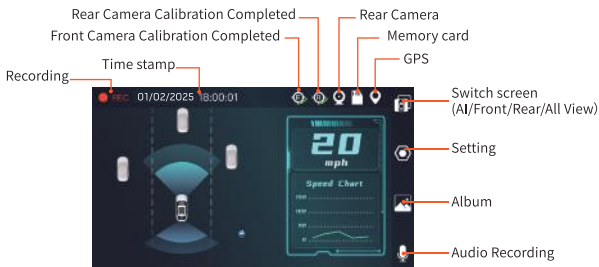 Rear Camera Calibration Completed
Rear Camera
Front Camera Calibration Completed
Memory card
Time stamp
GPS
Recording
REC 01/02/2025 18:00:01
F
R
Switch screen
(AI/Front/Rear/All View)
20
mph
Setting
Speed Chart
Album
0
Audio Recording